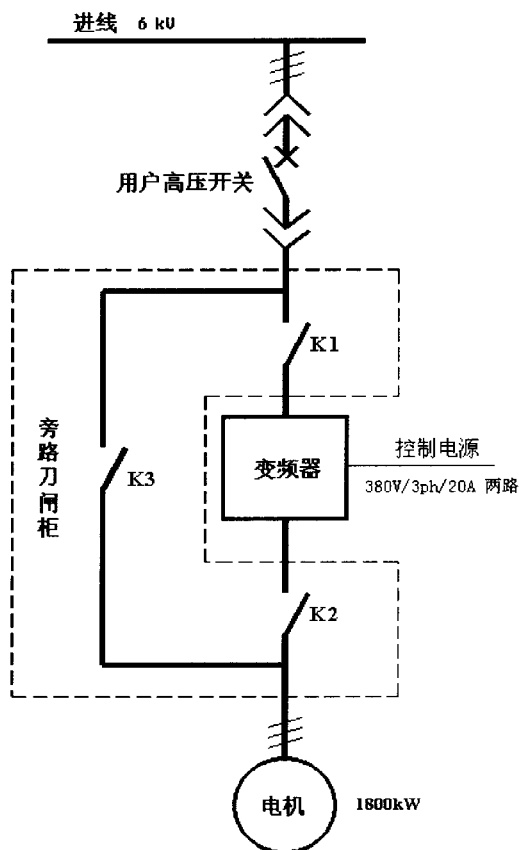 进线 6 kV
用户高压开关
K1
旁路刀闸柜
K3
变频器
控制电源
380V/3ph/20A 两路
K2
电机
1800kW